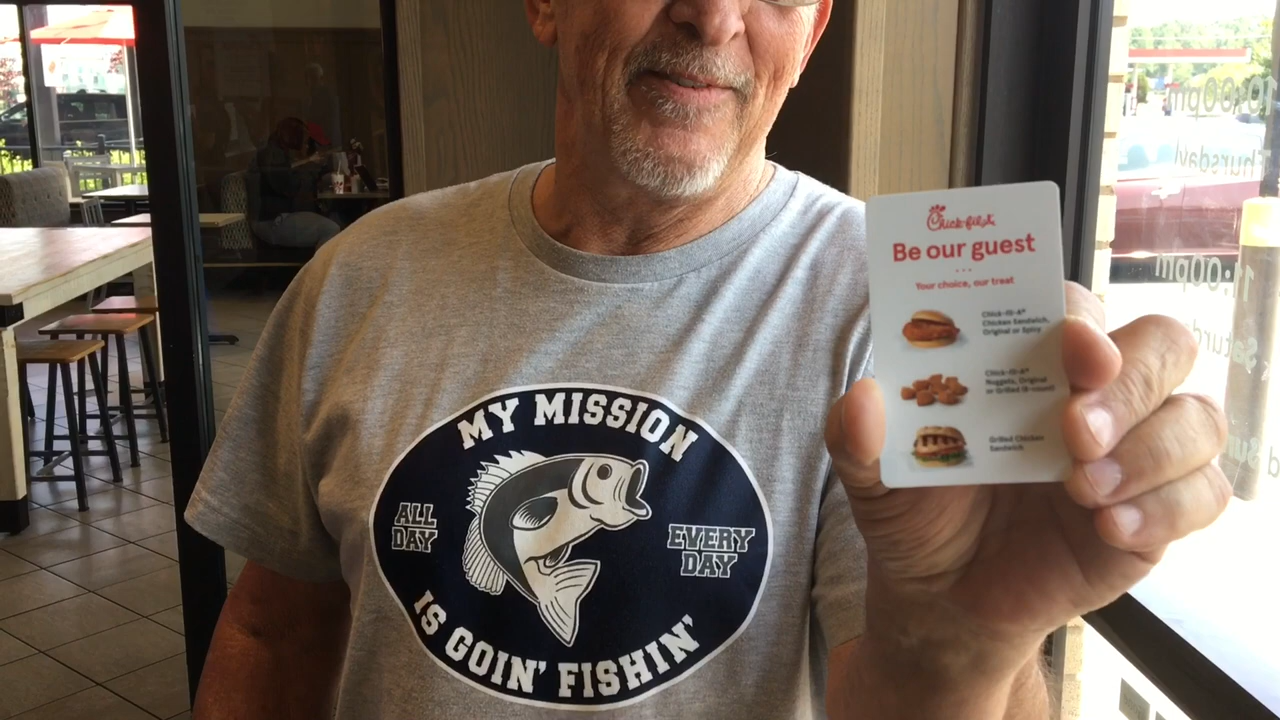 MY MISSION
ALL
DAY
EVERY
DAY
IS GOIN' FISHIN'
Chick-fil-A
Be our guest
Your choice, our treat
Chick-fil-A®
Chicken Sandwich,
Original or Spicy
Chick-fil-A®
Nuggets, Original
or Grilled (8-count)
Grilled Chicken
Sandwich
10:00pm
Thursday
11:00pm